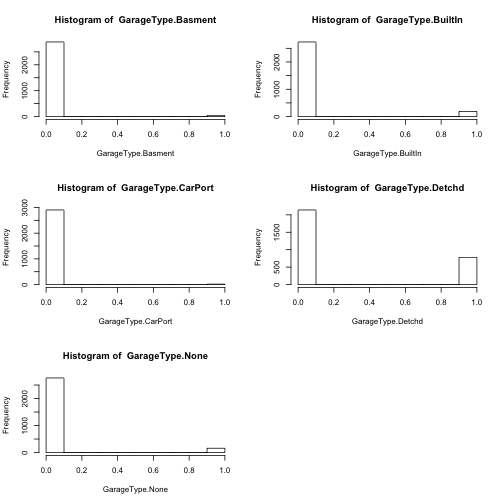 Histogram of  GarageType.Basment
Frequency
0 1000 2000
0.0 0.2 0.4 0.6 0.8 1.0
GarageType.Basment
Histogram of  GarageType.BuiltIn
Frequency
0 1000 2000
0.0 0.2 0.4 0.6 0.8 1.0
GarageType.BuiltIn
Histogram of  GarageType.CarPort
Frequency
0 1000 2000 3000
0.0 0.2 0.4 0.6 0.8 1.0
GarageType.CarPort
Histogram of  GarageType.Detchd
Frequency
0 500 1500
0.0 0.2 0.4 0.6 0.8 1.0
GarageType.Detchd
Histogram of  GarageType.None
Frequency
0 1000 2000
0.0 0.2 0.4 0.6 0.8 1.0
GarageType.None